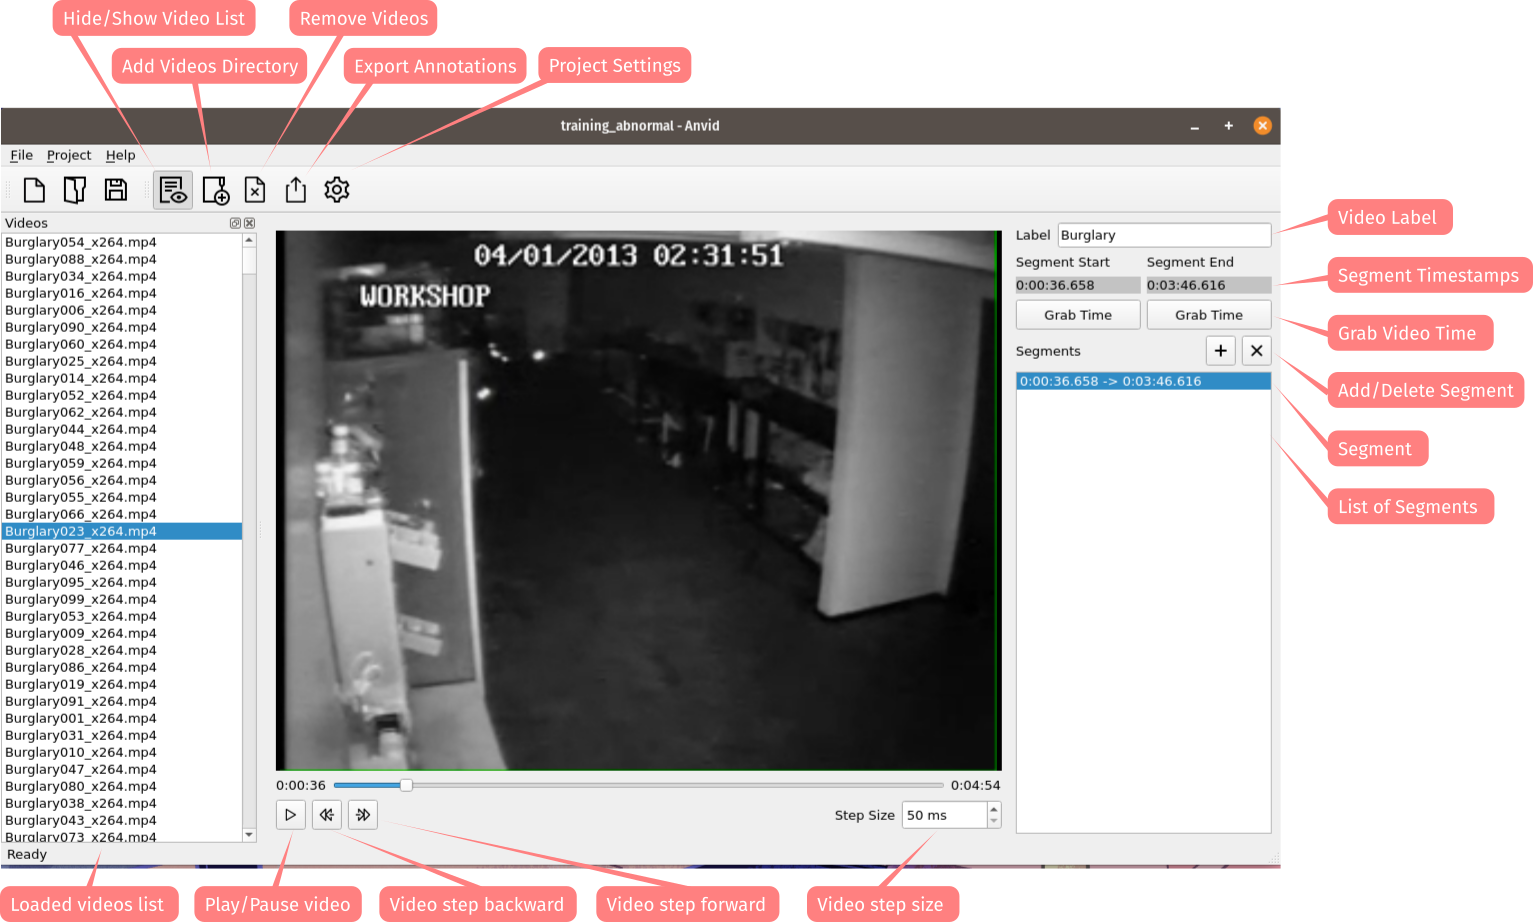 Hide/Show Video List
Remove Videos
Add Videos Directory
Export Annotations
Project Settings
training_abnormal - Anvid
File Project Help
Videos
Burglary054_x264.mp4
Burglary088_x264.mp4
Burglary034_x264.mp4
Burglary016_x264.mp4
Burglary006_x264.mp4
Burglary090_x264.mp4
Burglary060_x264.mp4
Burglary025_x264.mp4
Burglary014_x264.mp4
Burglary052_x264.mp4
Burglary062_x264.mp4
Burglary044_x264.mp4
Burglary048_x264.mp4
Burglary059_x264.mp4
Burglary056_x264.mp4
Burglary055_x264.mp4
Burglary066_x264.mp4
Burglary023_x264.mp4
Burglary077_x264.mp4
Burglary046_x264.mp4
Burglary095_x264.mp4
Burglary099_x264.mp4
Burglary053_x264.mp4
Burglary009_x264.mp4
Burglary028_x264.mp4
Burglary086_x264.mp4
Burglary019_x264.mp4
Burglary091_x264.mp4
Burglary001_x264.mp4
Burglary031_x264.mp4
Burglary010_x264.mp4
Burglary047_x264.mp4
Burglary080_x264.mp4
Burglary038_x264.mp4
Burglary043_x264.mp4
Burglary073_x264.mp4
Ready
04/01/2013 02:31:51
WORKSHOP
0:00:36
0:04:54
Step Size 50 ms
Label Burglary
Segment Start Segment End
0:00:36.658 0:03:46.616
Grab Time Grab Time
Segments
0:00:36.658 -> 0:03:46.616
Video Label
Segment Timestamps
Grab Video Time
Add/Delete Segment
Segment
List of Segments
Loaded videos list
Play/Pause video
Video step backward
Video step forward
Video step size